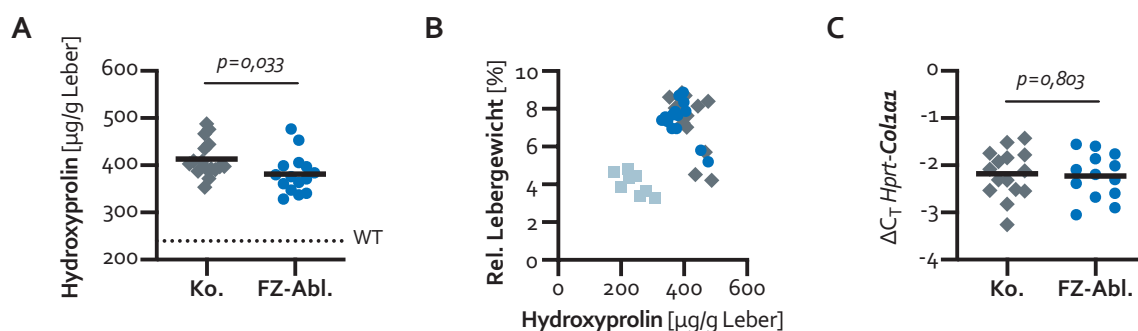 A
Hydroxyprolin [µg/g Leber]
600
500
400
300
200
p=0,033
WT
Ko.
FZ-Abl.
B
Rel. Lebergewicht [%]
10
8
6
4
2
0
0
200
400
600
Hydroxyprolin [µg/g Leber]
C
ΔCT Hprt-Col1a1
-0
-1
-2
-3
-4
p=0,803
Ko.
FZ-Abl.